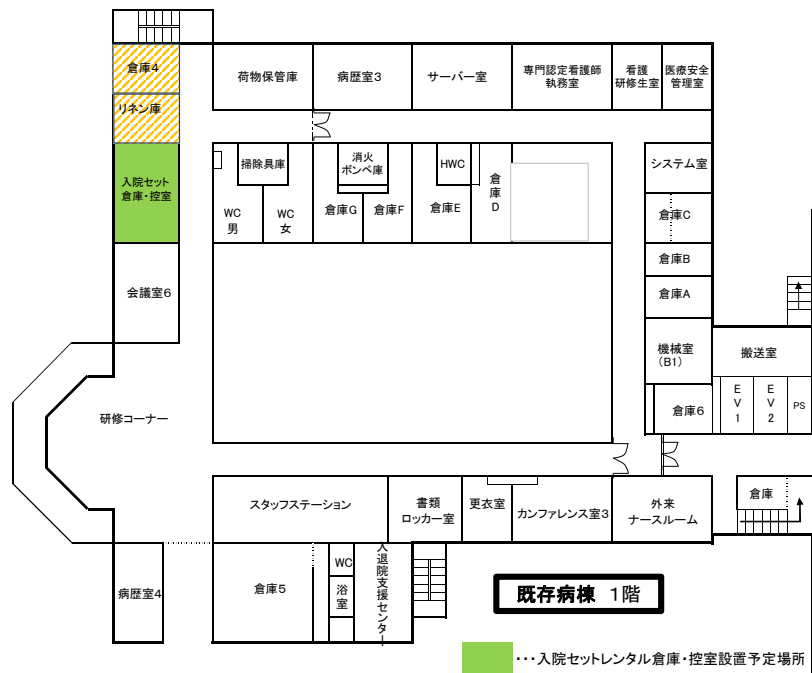 倉庫4
荷物保管庫
病歴室3
サーバー室
専門認定看護師
執務室
看護
研修生室
医療安全
管理室
リネン庫
入院セット
倉庫・控室
掃除具庫
消火
ボンベ庫
HWC
倉庫D
システム室
WC
男
WC
女
倉庫G
倉庫F
倉庫E
倉庫C
倉庫B
倉庫A
会議室6
機械室
(B1)
搬送室
EV1
EV2
PS
倉庫6
研修コーナー
スタッフステーション
書類
ロッカー室
更衣室
カンファレンス室3
外来
ナースルーム
倉庫
病歴室4
倉庫5
WC
浴室
入退院支援センター
既存病棟 1階
・・・入院セットレンタル倉庫・控室設置予定場所